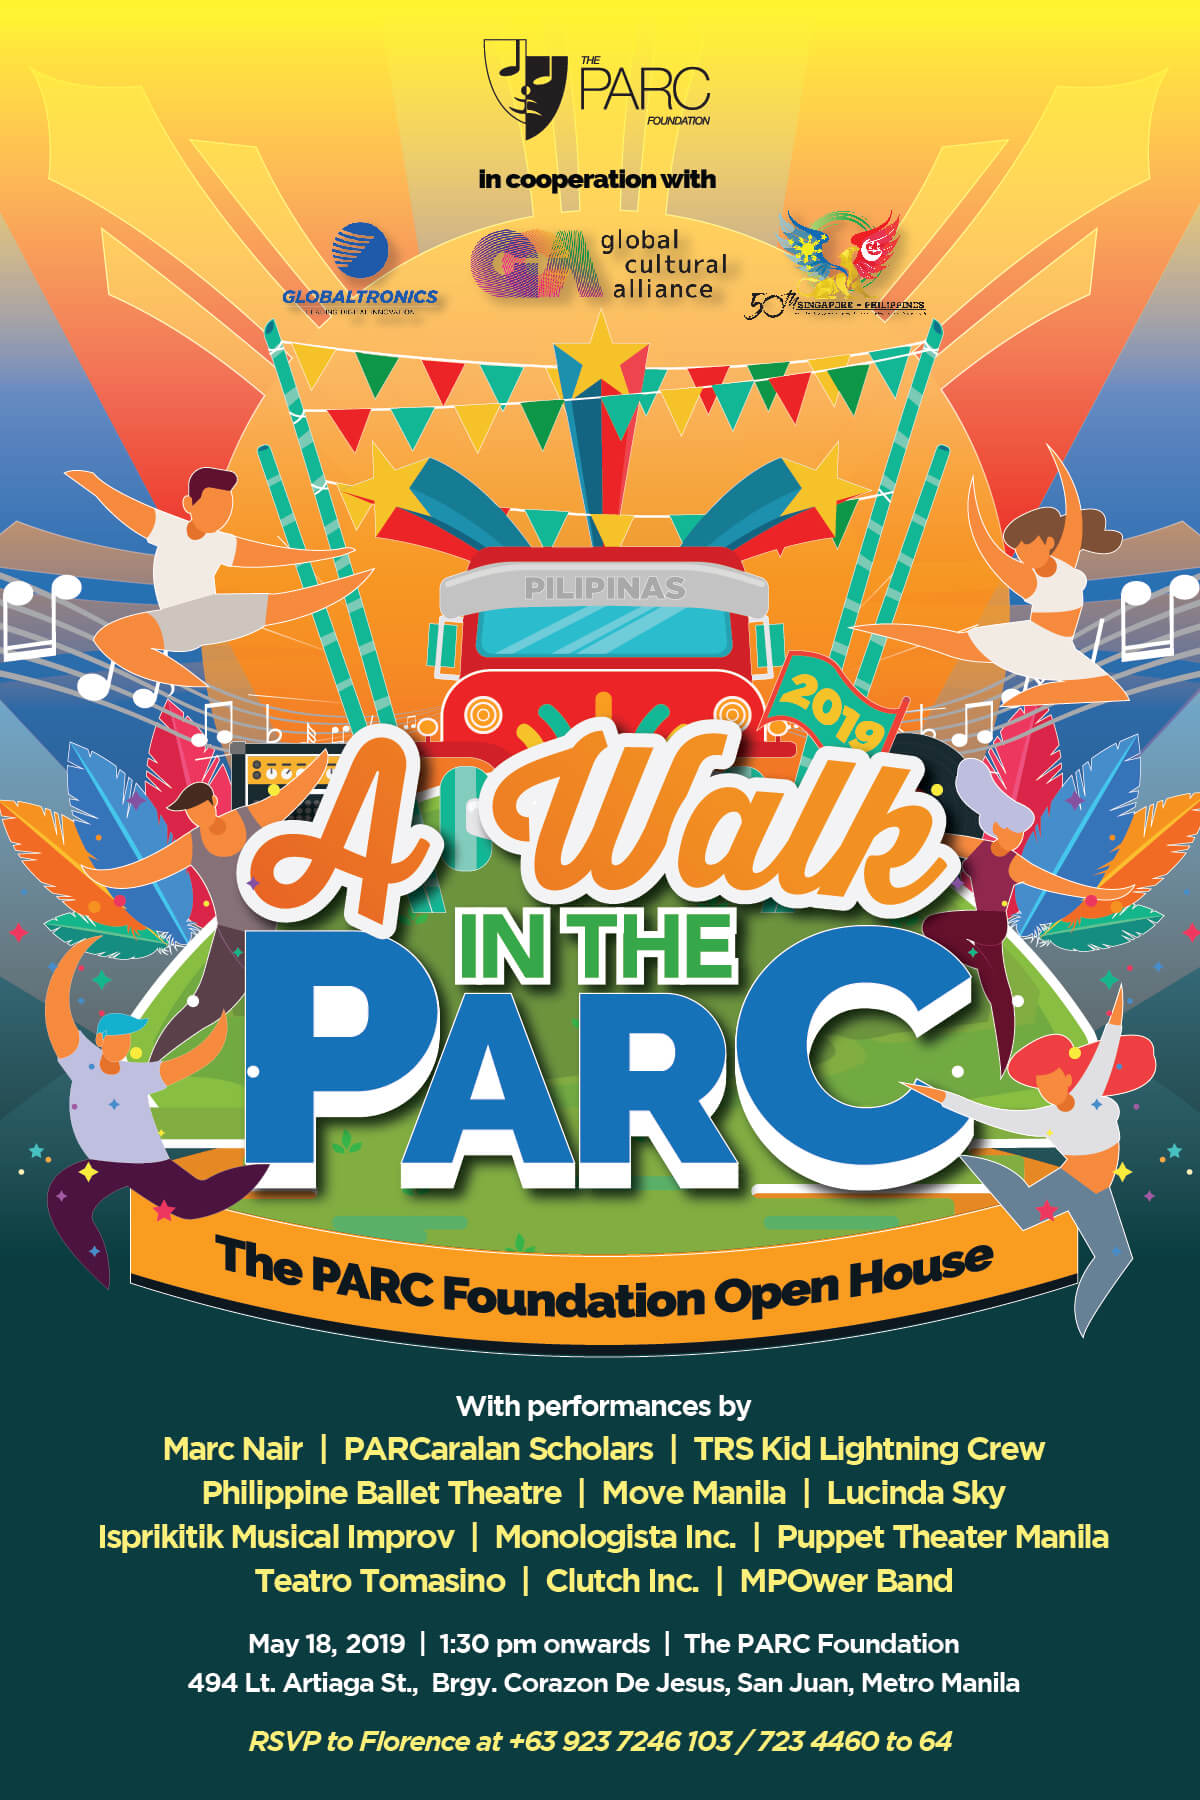 THE
PARC
FOUNDATION
in cooperation with
GLOBALTRONICS
LEADING DIGITAL INNOVATION
GCA global
cultural
alliance
50th SINGAPORE - PHILIPPINES
PILIPINAS
2019
A Walk
IN THE
PARC
The PARC Foundation Open House
With performances by
Marc Nair | PARCaralan Scholars | TRS Kid Lightning Crew
Philippine Ballet Theatre | Move Manila | Lucinda Sky
Isprikitik Musical Improv | Monologista Inc. | Puppet Theater Manila
Teatro Tomasino | Clutch Inc. | MPOwer Band
May 18, 2019 | 1:30 pm onwards | The PARC Foundation
494 Lt. Artiaga St., Brgy. Corazon De Jesus, San Juan, Metro Manila
RSVP to Florence at +63 923 7246 103 / 723 4460 to 64